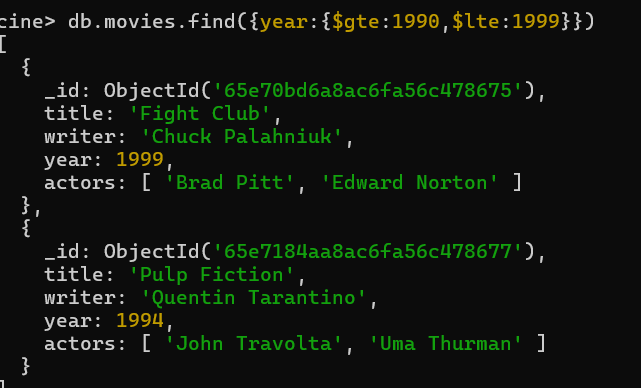 cine> db.movies.find({year:{$gte:1990,$lte:1999}})
[
  {
    _id: ObjectId('65e70bd6a8ac6fa56c478675'),
    title: 'Fight Club',
    writer: 'Chuck Palahniuk',
    year: 1999,
    actors: [ 'Brad Pitt', 'Edward Norton' ]
  },
  {
    _id: ObjectId('65e7184aa8ac6fa56c478677'),
    title: 'Pulp Fiction',
    writer: 'Quentin Tarantino',
    year: 1994,
    actors: [ 'John Travolta', 'Uma Thurman' ]
  }
]